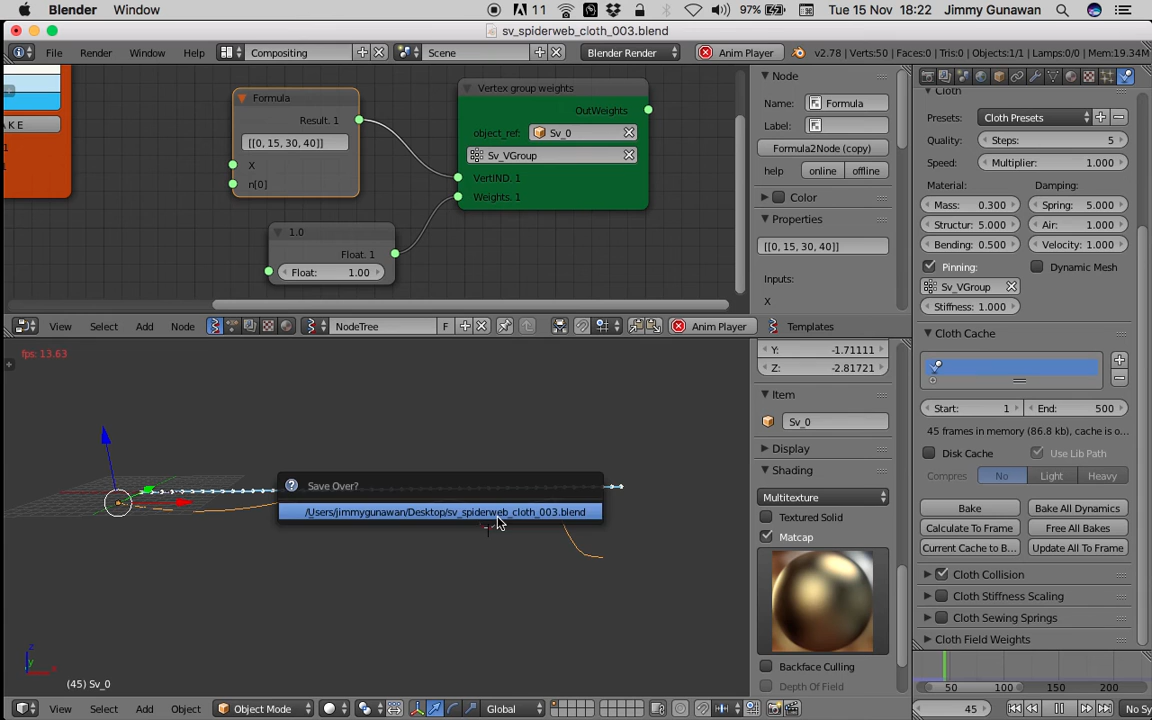 Blender Window 11 97% Tue 15 Nov 18:22 Jimmy Gunawan
sv_spiderweb_cloth_003.blend
File Render Window Help Compositing Scene Blender Render Anim Player v2.78 | Verts:50 | Faces:0 | Tris:0 | Objects:1/1 | Lamps:0/0 | Mem:19.34M
A K E
Formula
Result. 1
[[0, 15, 30, 40]]
X
n[0]
1.0
Float. 1
Float: 1.00
Vertex group weights
OutWeights
object_ref: Sv_0
Sv_VGroup
VertIND. 1
Weights. 1
Node
Name: Formula
Label:
Formula2Node (copy)
help online offline
Color
Properties
[[0, 15, 30, 40]]
Inputs:
X
View Select Add Node NodeTree F Anim Player Templates
fps: 13.63
Save Over?
/Users/jimmygunawan/Desktop/sv_spiderweb_cloth_003.blend
z
y
x
(45) Sv_0
Y: -1.71111
Z: -2.81721
Item
Sv_0
Display
Shading
Multitexture
Textured Solid
Matcap
Backface Culling
Depth Of Field
View Select Add Object Object Mode Global
Cloth
Presets: Cloth Presets
Quality: Steps: 5
Speed: Multiplier: 1.000
Material: Damping:
Mass: 0.300 Spring: 5.000
Structur: 5.000 Air: 1.000
Bending: 0.500 Velocity: 1.000
Pinning: Dynamic Mesh
Sv_VGroup
Stiffness: 1.000
Cloth Cache
Start: 1 End: 500
45 frames in memory (86.8 kb), cache is o...
Disk Cache Use Lib Path
Compres No Light Heavy
Bake Bake All Dynamics
Calculate To Frame Free All Bakes
Current Cache to B... Update All To Frame
Cloth Collision
Cloth Stiffness Scaling
Cloth Sewing Springs
Cloth Field Weights
50 100 150 200
45 No Sy